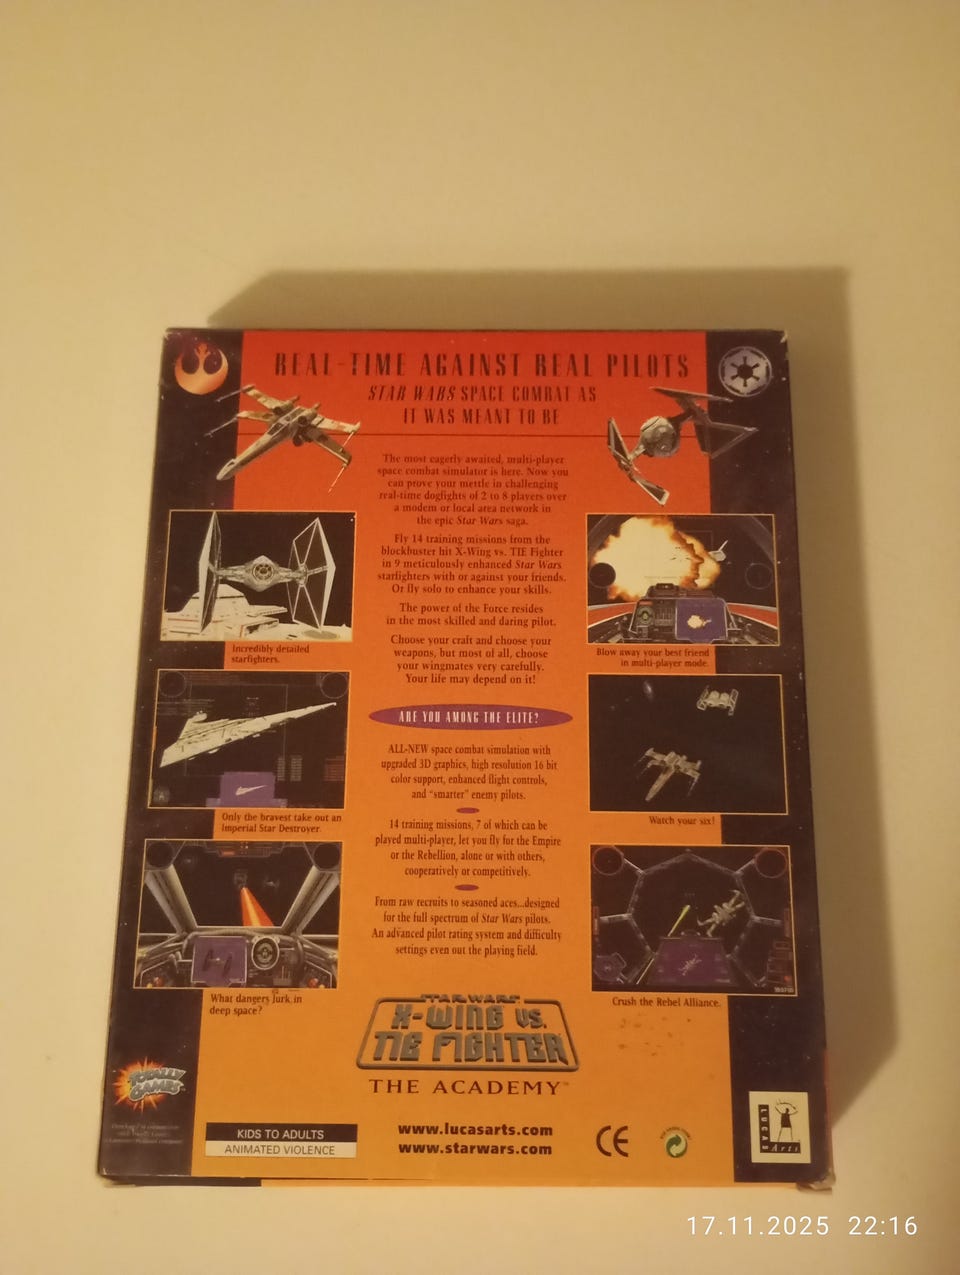 REAL-TIME AGAINST REAL PILOTS
STAR WARS SPACE COMBAT AS
IT WAS MEANT TO BE
The most eagerly awaited, multi-player
space combat simulator is here. Now you
can prove your mettle in challenging
real-time dogfights of 2 to 8 players over
a modem or local area network in
the epic Star Wars saga.
Fly 14 training missions from the
blockbuster hit X-Wing vs. TIE Fighter
in 9 meticulously enhanced Star Wars
starfighters with or against your friends.
Or fly solo to enhance your skills.
The power of the Force resides
in the most skilled and daring pilot.
Choose your craft and choose your
weapons, but most of all, choose
your wingmates very carefully.
Your life may depend on it!
Incredibly detailed
starfighters.
Blow away your best friend
in multi-player mode.
ARE YOU AMONG THE ELITE?
ALL-NEW space combat simulation with
upgraded 3D graphics, high resolution 16 bit
color support, enhanced flight controls,
and "smarter" enemy pilots.
Only the bravest take out an
Imperial Star Destroyer.
Watch your six!
14 training missions, 7 of which can be
played multi-player, let you fly for the Empire
or the Rebellion, alone or with others,
cooperatively or competitively.
From raw recruits to seasoned aces...designed
for the full spectrum of Star Wars pilots.
An advanced pilot rating system and difficulty
settings even out the playing field.
What dangers lurk in
deep space?
Crush the Rebel Alliance.
STAR WARS
X-WING VS.
TIE FIGHTER
THE ACADEMY™
TOTALLY
GAMES
KIDS TO ADULTS
ANIMATED VIOLENCE
www.lucasarts.com
www.starwars.com
CE
LUCAS
Arts
17.11.2025 22:16